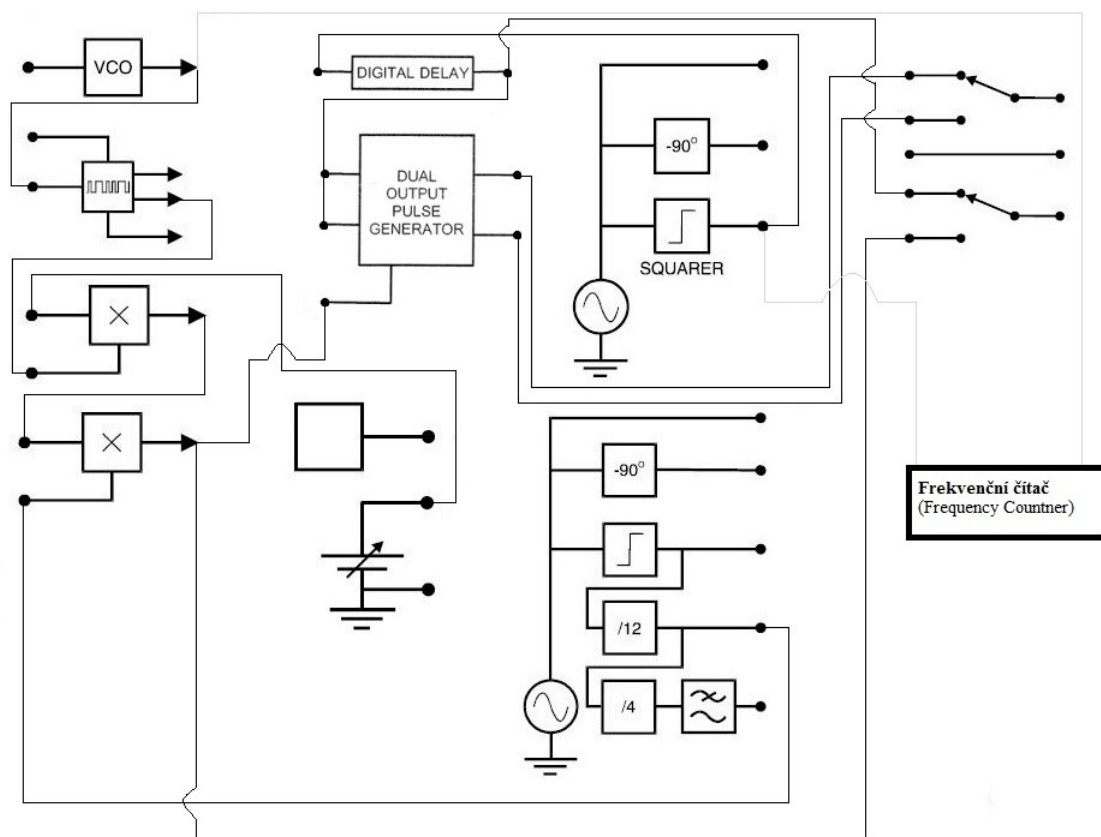 VCO
DIGITAL DELAY
-90°
DUAL
OUTPUT
PULSE
GENERATOR
SQUARER
-90°
/12
/4
Frekvenční čítač
(Frequency Countner)